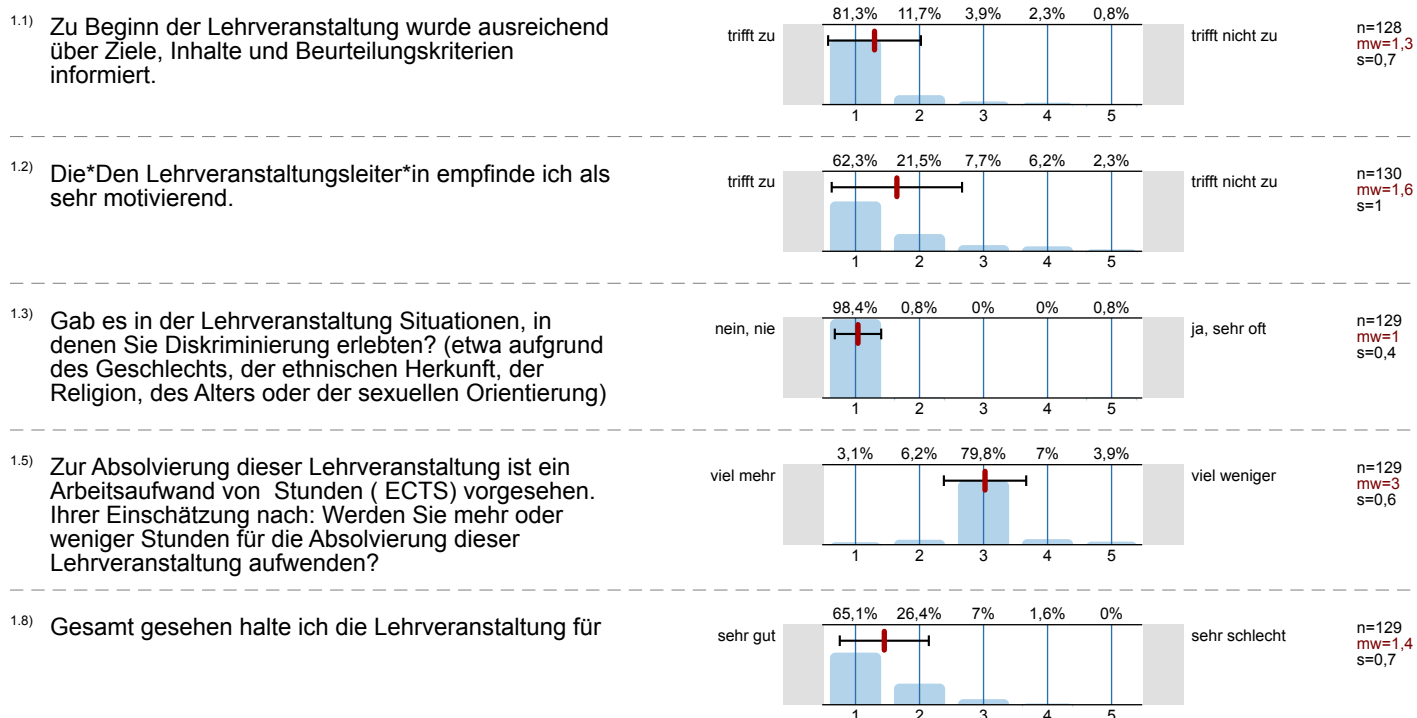 1.1) Zu Beginn der Lehrveranstaltung wurde ausreichend
über Ziele, Inhalte und Beurteilungskriterien
informiert.
81,3% 11,7% 3,9% 2,3% 0,8%
trifft zu
trifft nicht zu
1 2 3 4 5
n=128
mw=1,3
s=0,7
1.2) Die*Den Lehrveranstaltungsleiter*in empfinde ich als
sehr motivierend.
62,3% 21,5% 7,7% 6,2% 2,3%
trifft zu
trifft nicht zu
1 2 3 4 5
n=130
mw=1,6
s=1
1.3) Gab es in der Lehrveranstaltung Situationen, in
denen Sie Diskriminierung erlebten? (etwa aufgrund
des Geschlechts, der ethnischen Herkunft, der
Religion, des Alters oder der sexuellen Orientierung)
98,4% 0,8% 0% 0% 0,8%
nein, nie
ja, sehr oft
1 2 3 4 5
n=129
mw=1
s=0,4
1.5) Zur Absolvierung dieser Lehrveranstaltung ist ein
Arbeitsaufwand von  Stunden ( ECTS) vorgesehen.
Ihrer Einschätzung nach: Werden Sie mehr oder
weniger Stunden für die Absolvierung dieser
Lehrveranstaltung aufwenden?
3,1% 6,2% 79,8% 7% 3,9%
viel mehr
viel weniger
1 2 3 4 5
n=129
mw=3
s=0,6
1.8) Gesamt gesehen halte ich die Lehrveranstaltung für
65,1% 26,4% 7% 1,6% 0%
sehr gut
sehr schlecht
1 2 3 4 5
n=129
mw=1,4
s=0,7